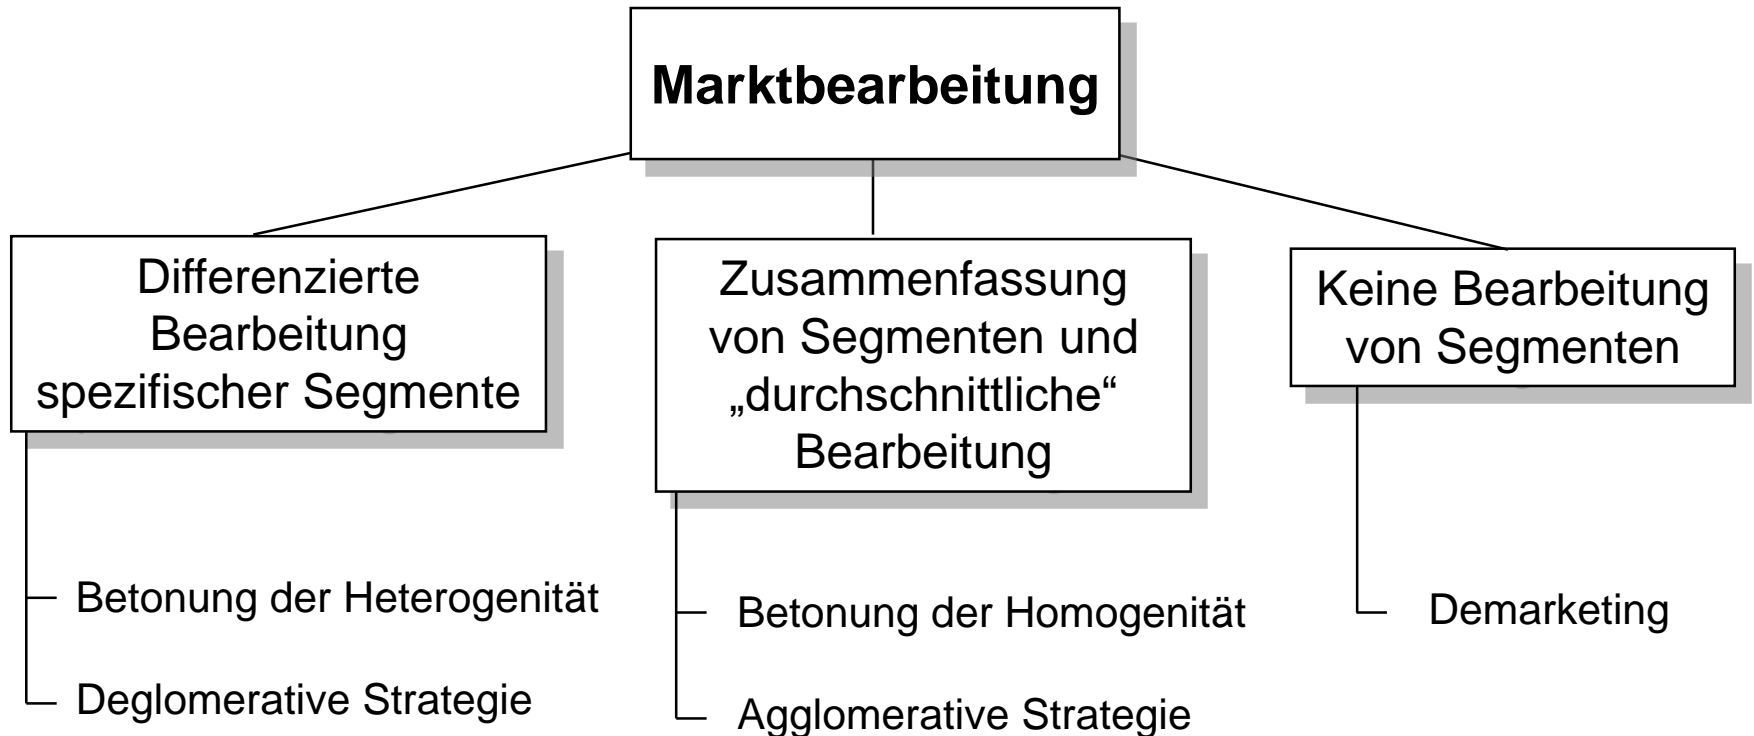 Marktbearbeitung
Differenzierte
Bearbeitung
spezifischer Segmente
Betonung der Heterogenität
Deglomerative Strategie
Zusammenfassung
von Segmenten und
„durchschnittliche“
Bearbeitung
Betonung der Homogenität
Agglomerative Strategie
Keine Bearbeitung
von Segmenten
Demarketing